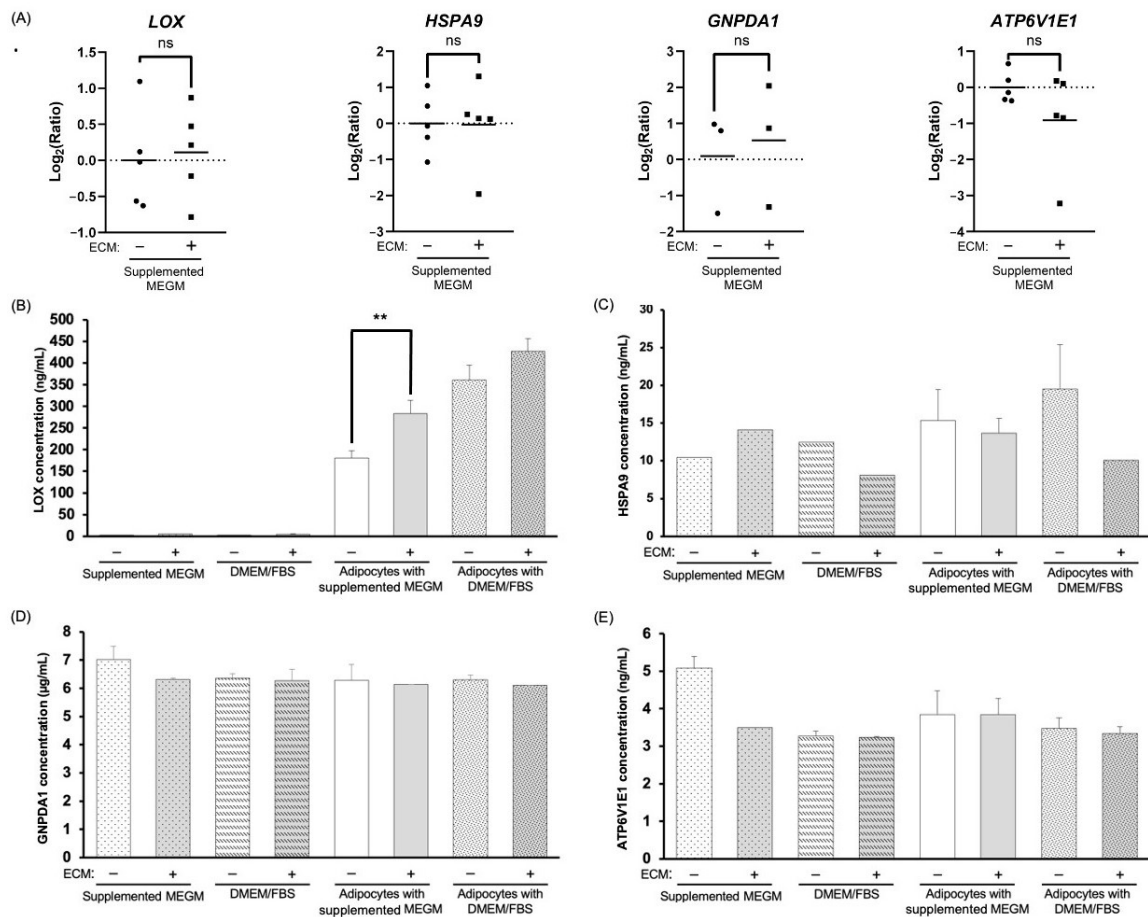 (A)
LOX
HSPA9
GNPDA1
ATP6V1E1
ns
ns
ns
ns
Log2(Ratio)
1.5
1.0
0.5
0.0
−0.5
−1.0
ECM: − +
Supplemented
MEGM
Log2(Ratio)
2
1
0
−1
−2
−3
ECM: − +
Supplemented
MEGM
Log2(Ratio)
3
2
1
0
−1
−2
ECM: − +
Supplemented
MEGM
Log2(Ratio)
1
0
−1
−2
−3
−4
ECM: − +
Supplemented
MEGM
(B)
LOX concentration (ng/mL)
500
450
400
350
300
250
200
150
100
50
0
**
ECM: − + − + − + − +
Supplemented MEGM
DMEM/FBS
Adipocytes with
supplemented MEGM
Adipocytes with
DMEM/FBS
(C)
HSPA9 concentration (ng/mL)
30
25
20
15
10
5
0
ECM: − + − + − + − +
Supplemented MEGM
DMEM/FBS
Adipocytes with
supplemented MEGM
Adipocytes with
DMEM/FBS
(D)
GNPDA1 concentration (µg/mL)
8
7
6
5
4
3
2
1
0
ECM: − + − + − + − +
Supplemented MEGM
DMEM/FBS
Adipocytes with
supplemented MEGM
Adipocytes with
DMEM/FBS
(E)
ATP6V1E1 concentration (ng/mL)
6
5
4
3
2
1
0
ECM: − + − + − + − +
Supplemented MEGM
DMEM/FBS
Adipocytes with
supplemented MEGM
Adipocytes with
DMEM/FBS